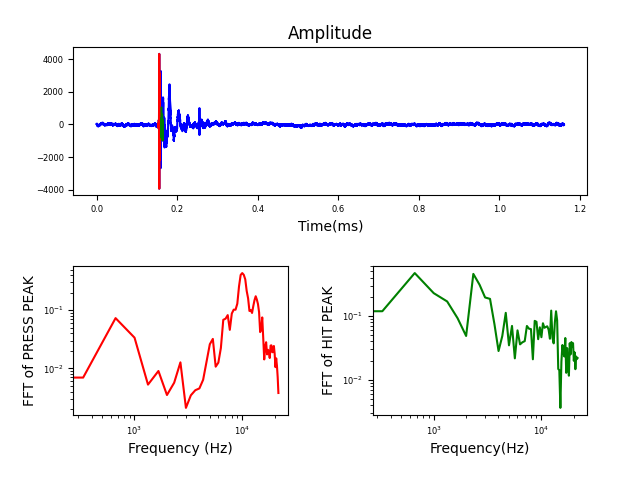 Amplitude
4000
2000
0
−2000
−4000
0.0 0.2 0.4 0.6 0.8 1.0 1.2
Time(ms)
FFT of PRESS PEAK
10⁻¹
10⁻²
10³ 10⁴
Frequency (Hz)
FFT of HIT PEAK
10⁻¹
10⁻²
10³ 10⁴
Frequency(Hz)